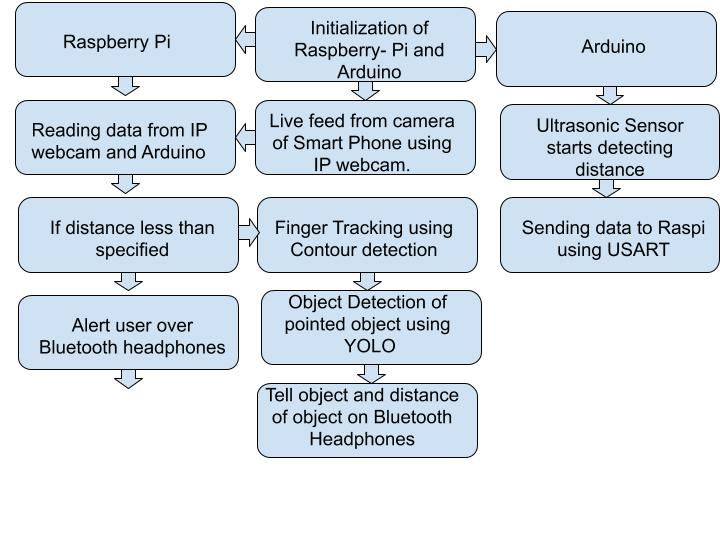 Raspberry Pi
Initialization of
Raspberry- Pi and
Arduino
Arduino
Reading data from IP
webcam and Arduino
Live feed from camera
of Smart Phone using
IP webcam.
Ultrasonic Sensor
starts detecting
distance
If distance less than
specified
Finger Tracking using
Contour detection
Sending data to Raspi
using USART
Alert user over
Bluetooth headphones
Object Detection of
pointed object using
YOLO
Tell object and distance
of object on Bluetooth
Headphones